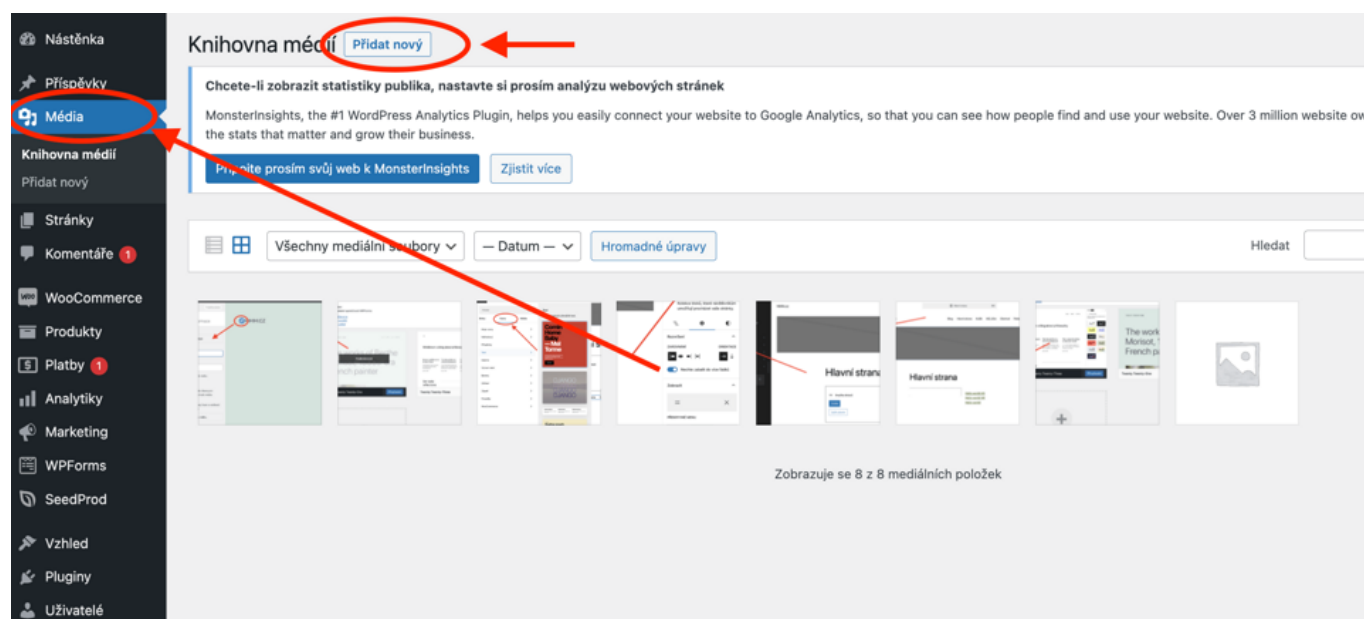 Nástěnka
Příspěvky
Média
Knihovna médií
Přidat nový
Stránky
Komentáře 1
WooCommerce
Produkty
Platby 1
Analytiky
Marketing
WPForms
SeedProd
Vzhled
Pluginy
Uživatelé
Knihovna médií Přidat nový
Chcete-li zobrazit statistiky publika, nastavte si prosím analýzu webových stránek
MonsterInsights, the #1 WordPress Analytics Plugin, helps you easily connect your website to Google Analytics, so that you can see how people find and use your website. Over 3 million website ow
the stats that matter and grow their business.
Připojte prosím svůj web k MonsterInsights Zjistit více
Všechny mediální soubory — Datum — Hromadné úpravy Hledat
Hlavní strana
Hlavní strana
The work
Morisot,
French p
Zobrazuje se 8 z 8 mediálních položek